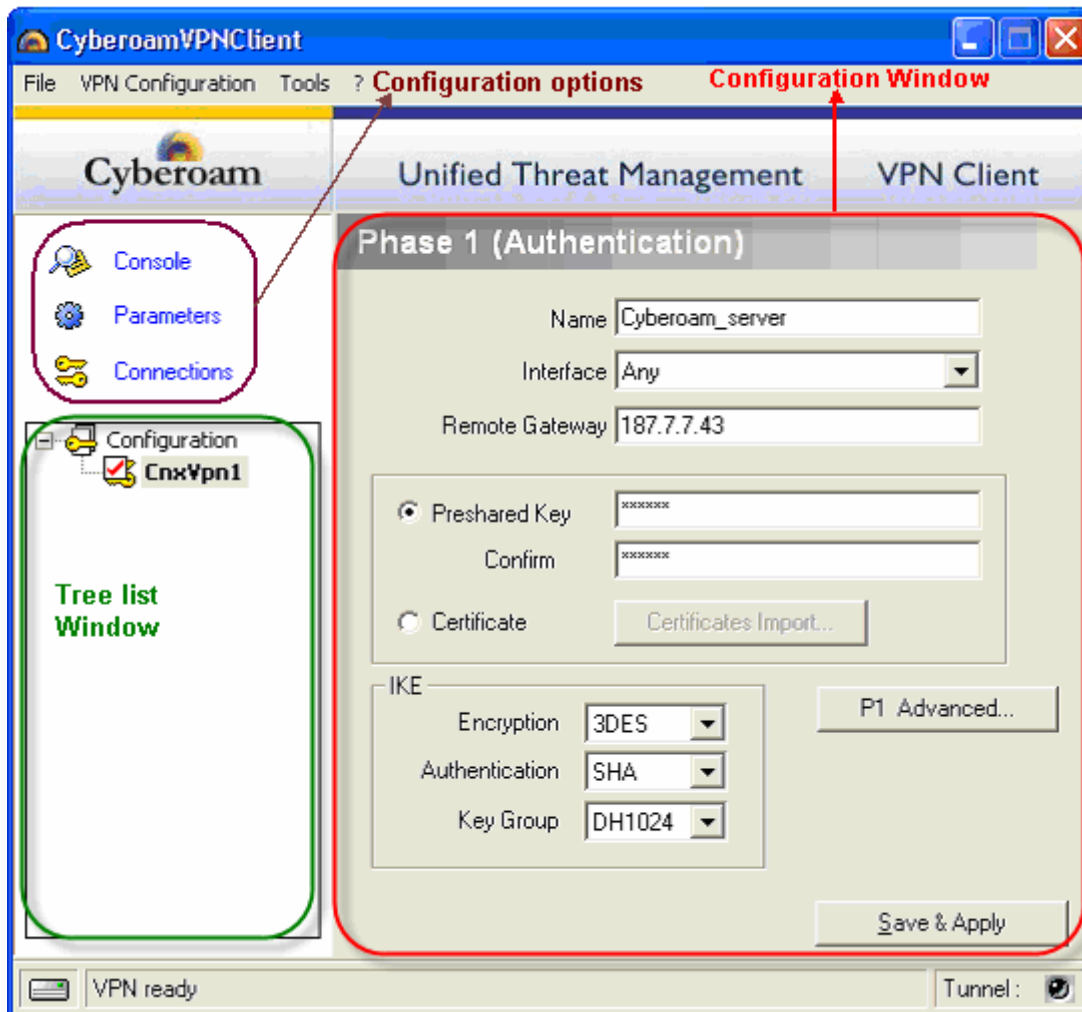 CyberoamVPNClient
File VPN Configuration Tools ? Configuration options Configuration Window
Cyberoam Unified Threat Management VPN Client
Console
Parameters
Connections
Configuration
CnxVpn1
Tree list
Window
Phase 1 (Authentication)
Name Cyberoam_server
Interface Any
Remote Gateway 187.7.7.43
Preshared Key ******
Confirm ******
Certificate Certificates Import...
IKE
Encryption 3DES
Authentication SHA
Key Group DH1024
P1 Advanced...
Save & Apply
VPN ready Tunnel :